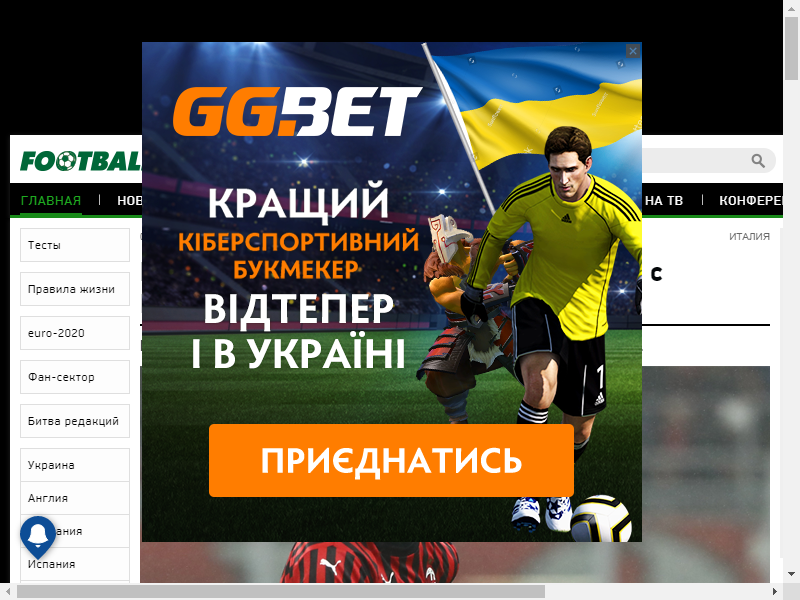 GG.BET
КРАЩИЙ
КІБЕРСПОРТИВНИЙ
БУКМЕКЕР
ВІДТЕПЕР
І В УКРАЇНІ
ПРИЄДНАТИСЬ
1
FOOTBAL
ГЛАВНАЯ
НОВ
НА ТВ
КОНФЕРЕ
ИТАЛИЯ
с
Тесты
Правила жизни
euro-2020
Фан-сектор
Битва редакций
Украина
Англия
ания
Испания